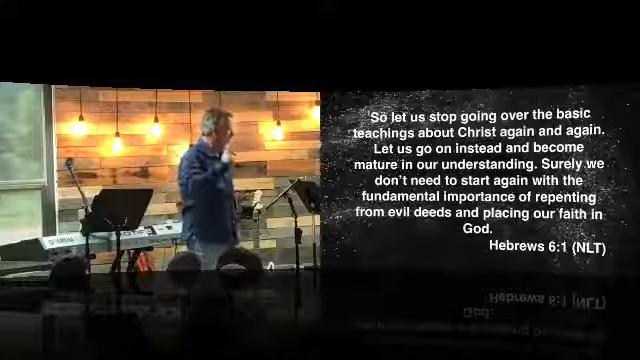 'So let us stop going over the basic
teachings about Christ again and again.
Let us go on instead and become
mature in our understanding. Surely we
don't need to start again with the
fundamental importance of repenting
from evil deeds and placing our faith in
God.
Hebrews 6:1 (NLT)